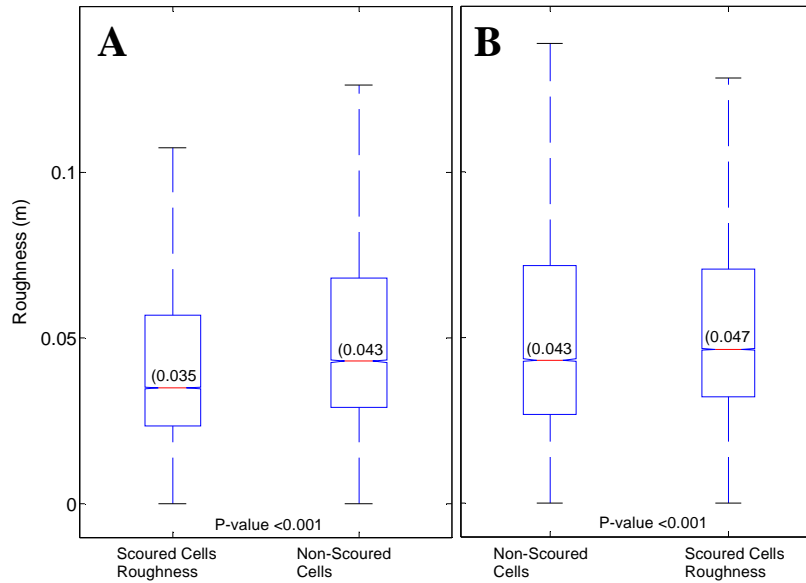 A
B
Roughness (m)
0.1
0.05
0
(0.035
(0.043
(0.043
(0.047
P-value <0.001
P-value <0.001
Scoured Cells
Roughness
Non-Scoured
Cells
Non-Scoured
Cells
Scoured Cells
Roughness